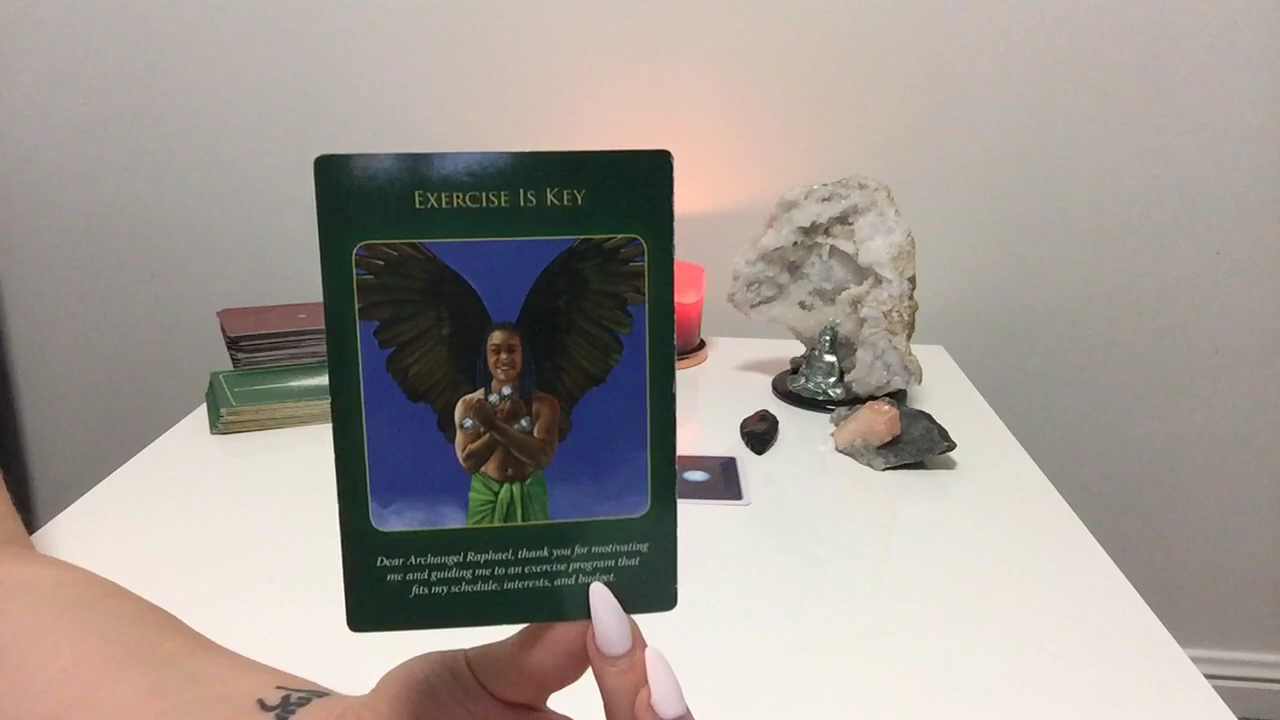 EXERCISE IS KEY
Dear Archangel Raphael, thank you for motivating
me and guiding me to an exercise program that
fits my schedule, interests, and budget.